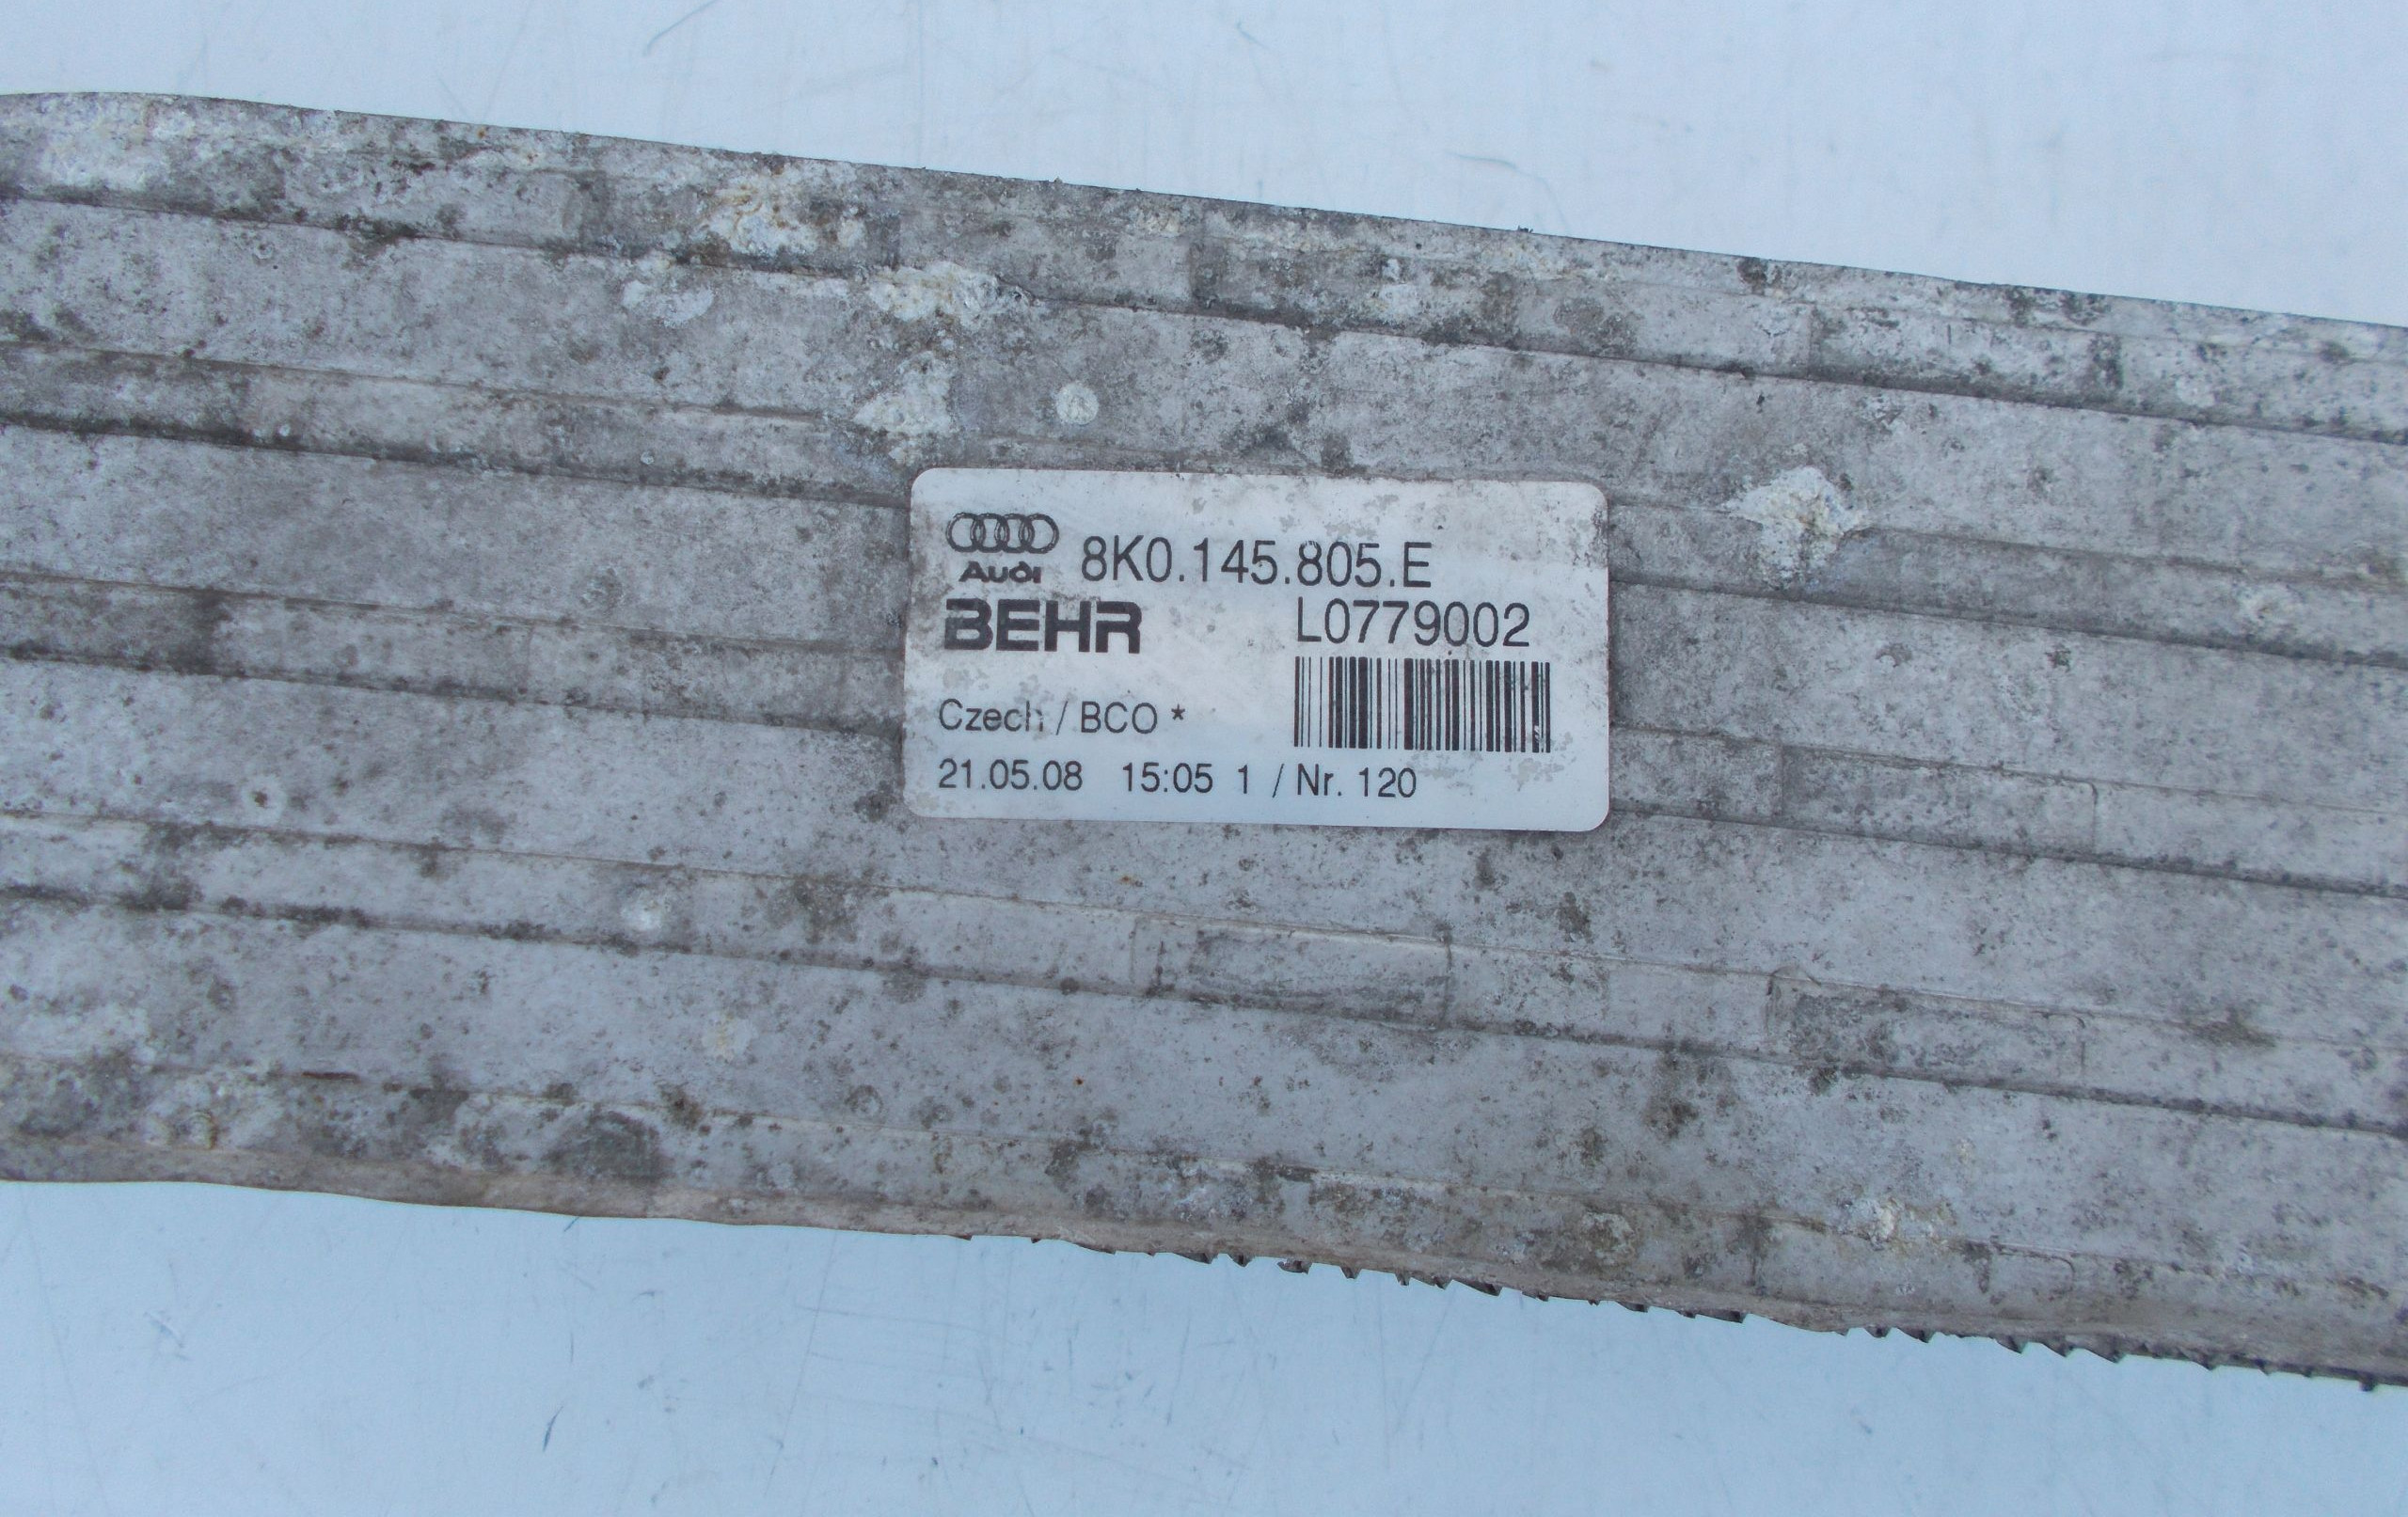 Audi 8K0.145.805.E
BEHR L0779002
Czech / BCO *
21.05.08 15:05 1 / Nr. 120